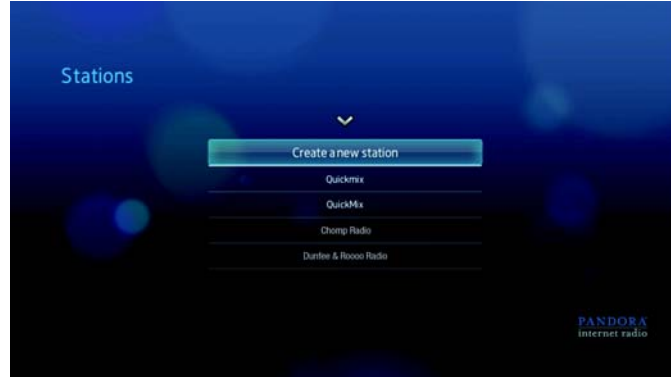 Stations
Create a new station
Quickmix
QuickMix
Chomp Radio
Dunfee & Roooo Radio
PANDORA
internet radio